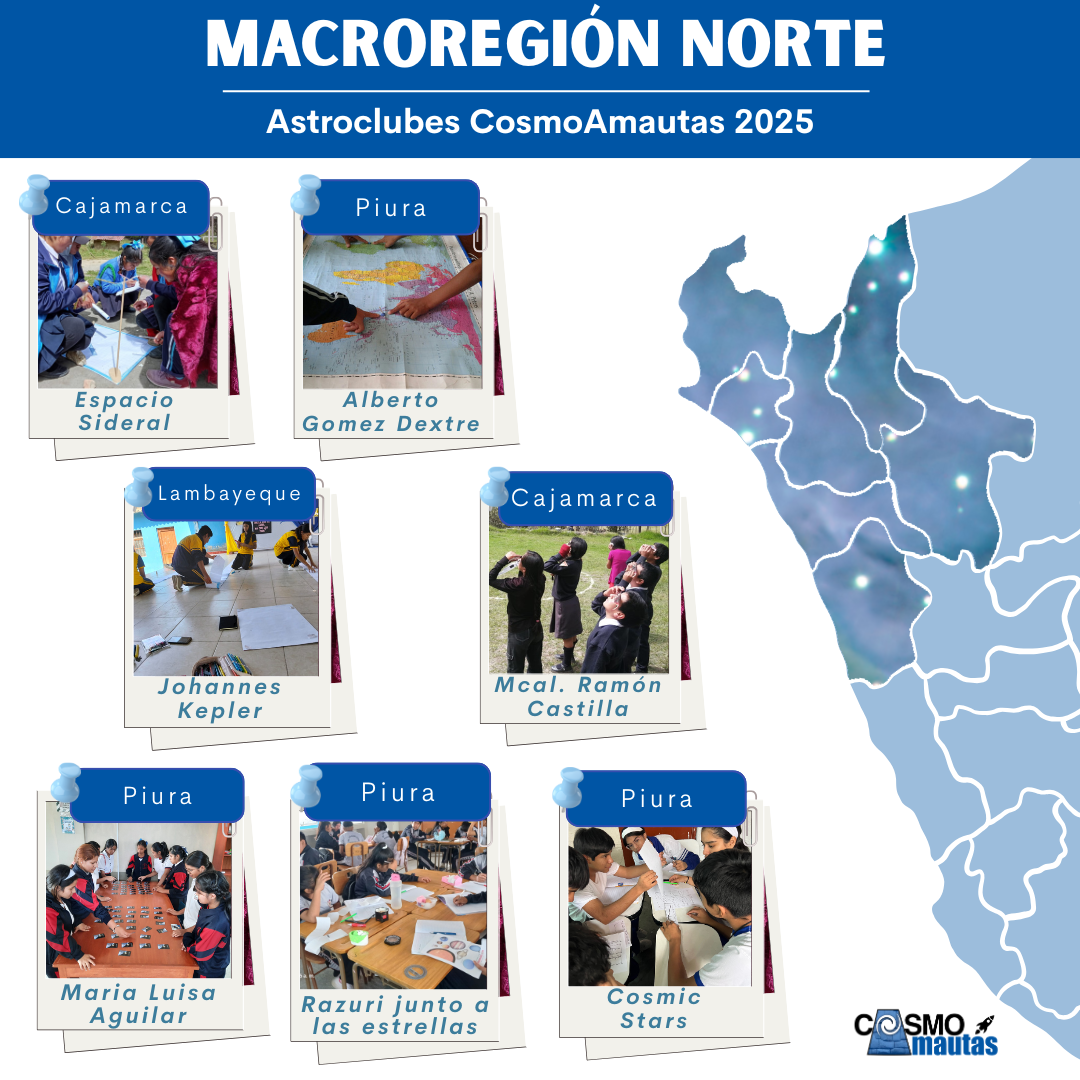 MACROREGIÓN NORTE
Astroclubes CosmoAmautas 2025
Cajamarca
Espacio
Sideral
Piura
Alberto
Gomez Dextre
Lambayeque
Johannes
Kepler
Cajamarca
Mcal. Ramón
Castilla
Piura
Maria Luisa
Aguilar
Piura
Razuri junto a
las estrellas
Piura
Cosmic
Stars
COSMO
mautas